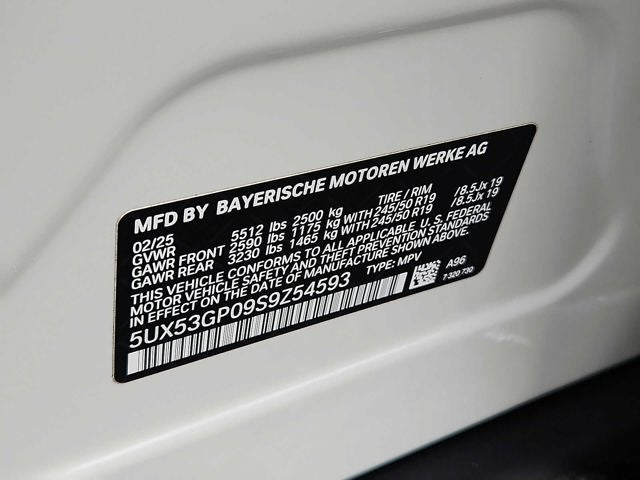 MFD BY BAYERISCHE MOTOREN WERKE AG
02/25 TIRE / RIM
GVWR 5512 lbs 2500 kg
GAWR FRONT 2590 lbs 1175 kg WITH 245/50 R19 /8.5Jx 19
GAWR REAR 3230 lbs 1465 kg WITH 245/50 R19 /8.5Jx 19
THIS VEHICLE CONFORMS TO ALL APPLICABLE U. S. FEDERAL
MOTOR VEHICLE SAFETY, BUMPER, AND THEFT PREVENTION STANDARDS
IN EFFECT ON THE DATE OF MANUFACTURE SHOWN ABOVE.
5UX53GP09S9Z54593 TYPE: MPV
A96
7 320 730